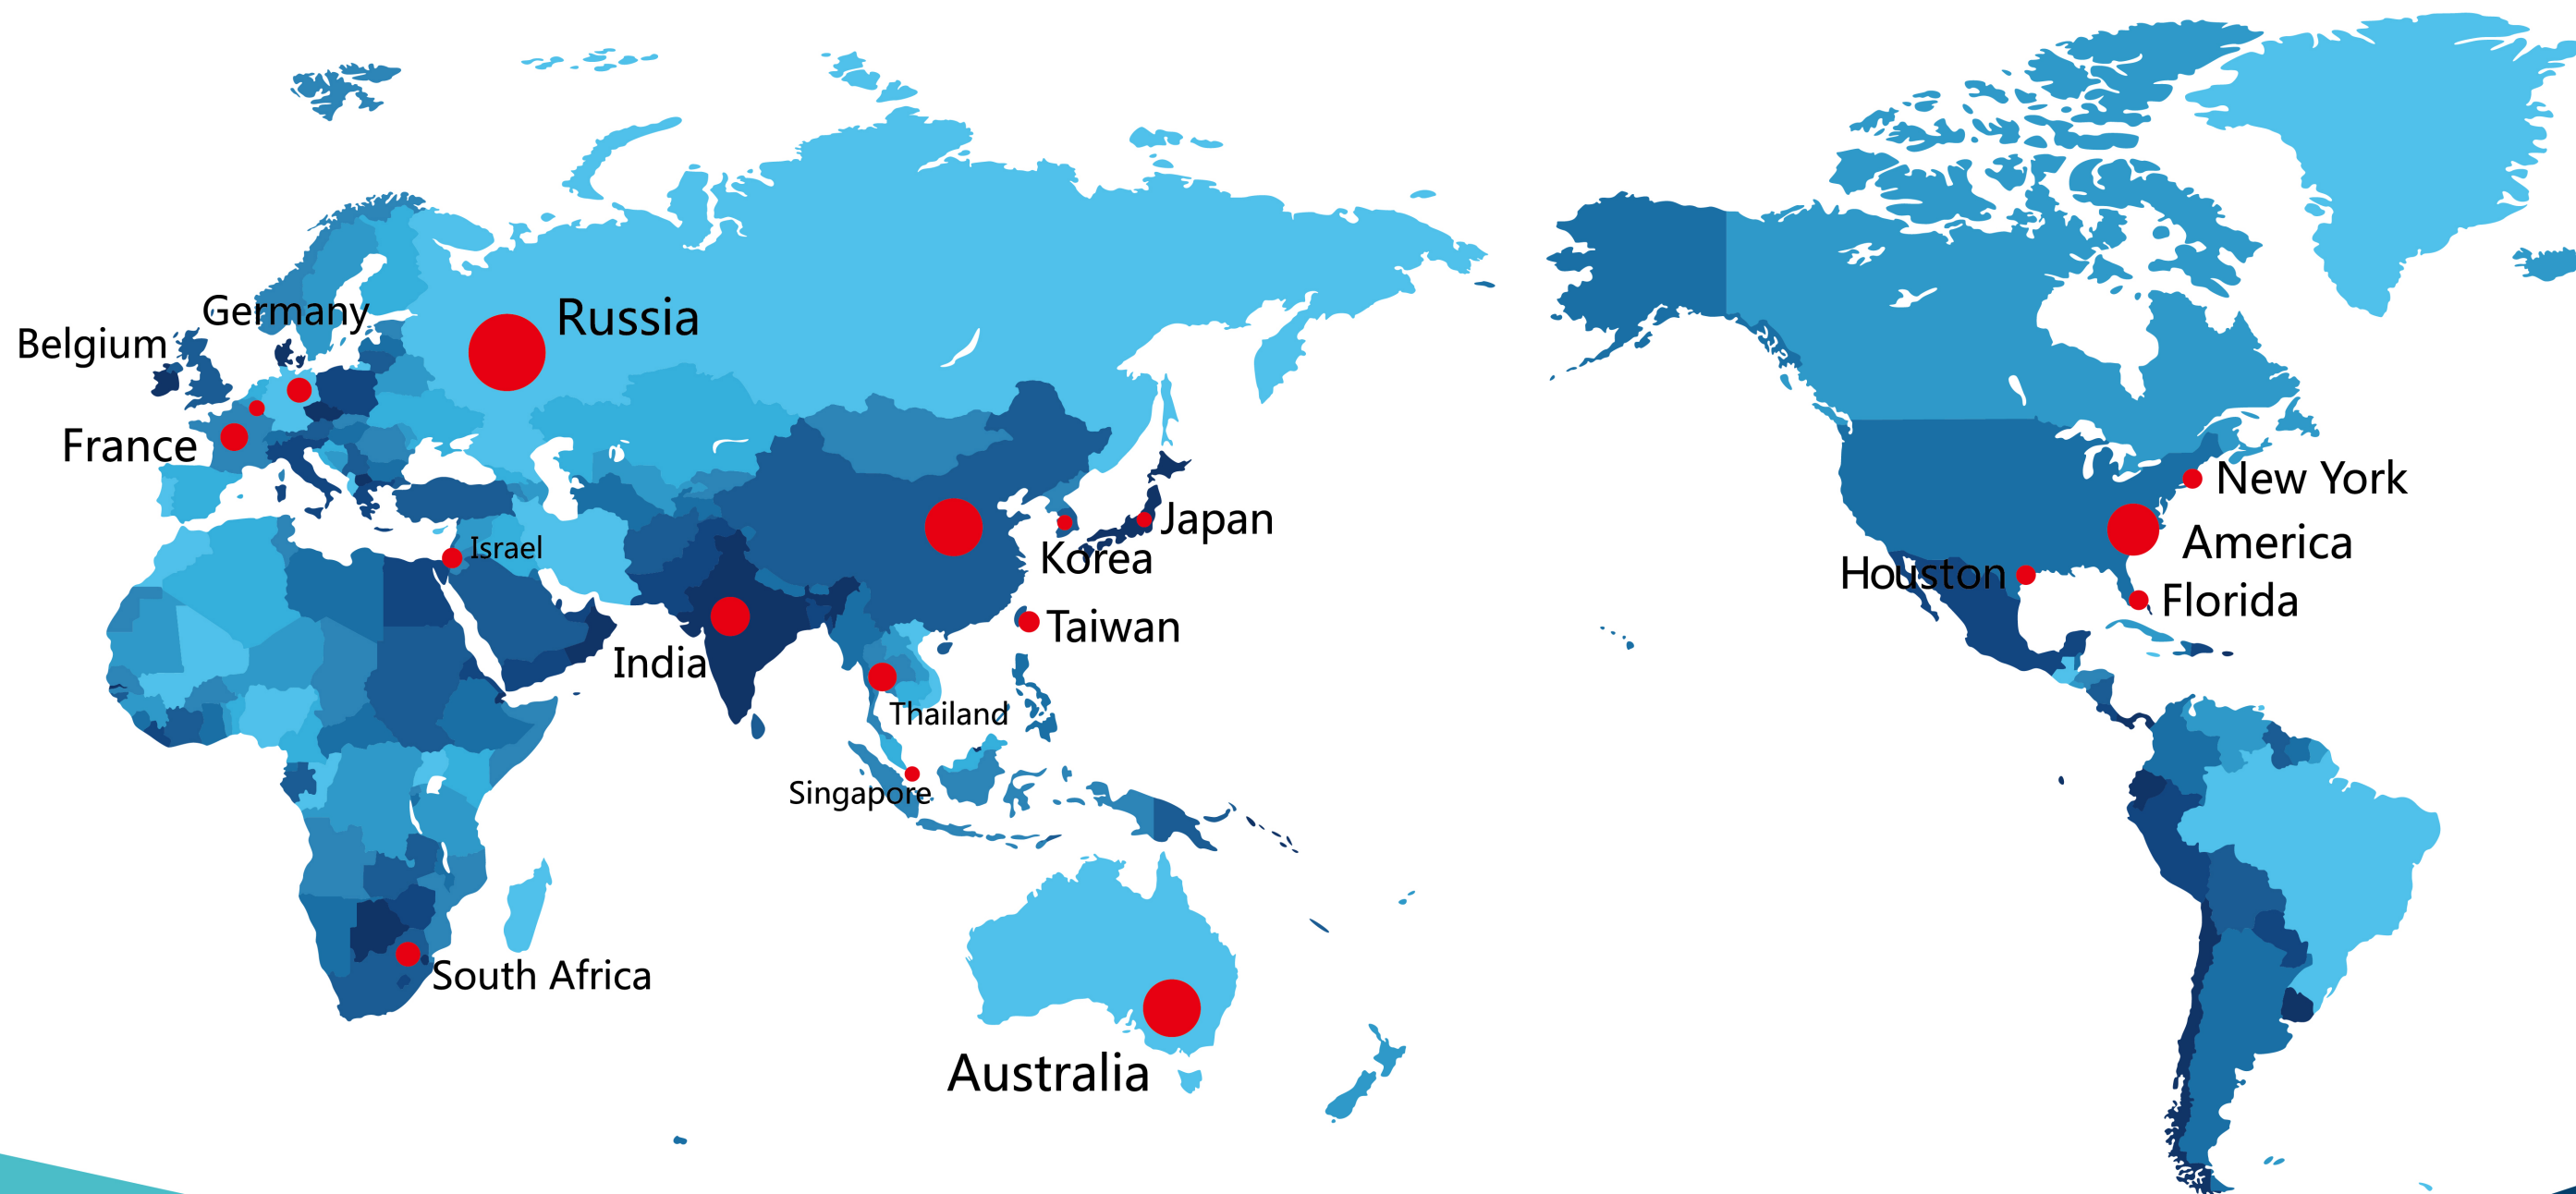 Germany
Belgium
Russia
France
New York
Japan
Israel
America
Korea
Houston
Florida
Taiwan
India
Thailand
Singapore
South Africa
Australia